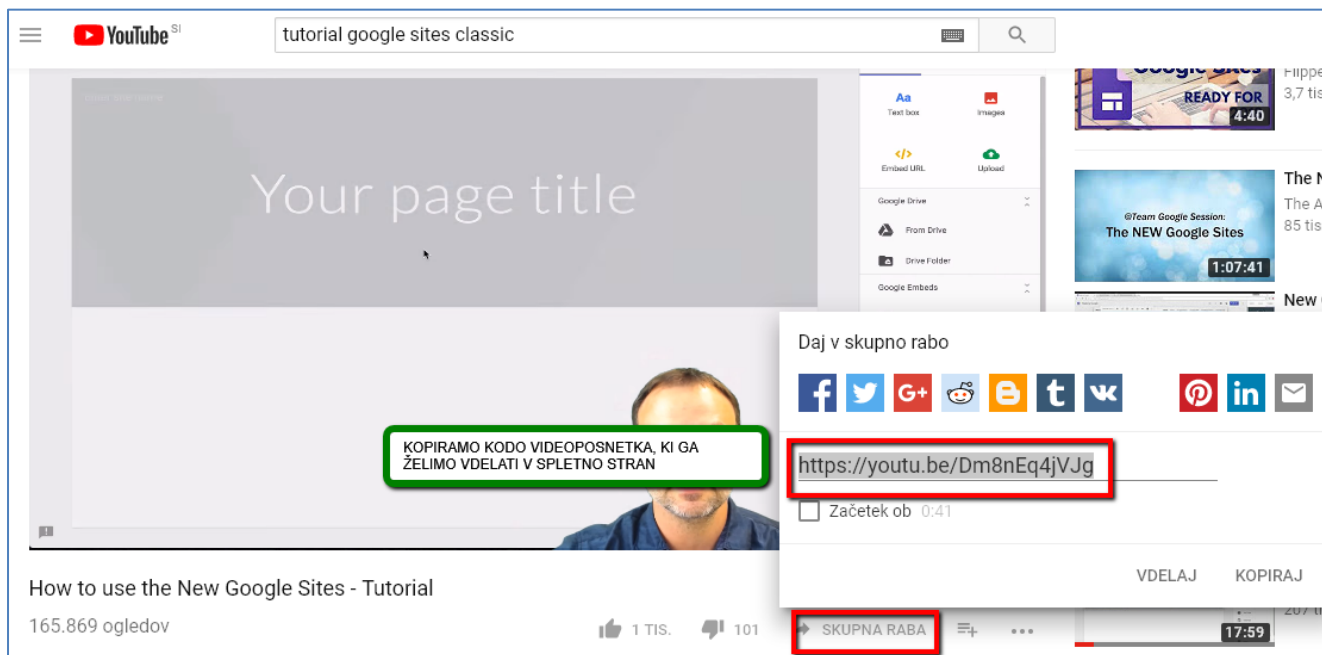 YouTube SI
tutorial google sites classic
Your page title
Aa
Text box
Images
</>
Embed URL
Upload
Google Drive
From Drive
Drive Folder
Google Embeds
READY FOR
4:40
3,7 tis
@Team Google Session:
The NEW Google Sites
1:07:41
The
The A
85 tis
New
Daj v skupno rabo
G+
KOPIRAMO KODO VIDEOPOSNETKA, KI GA
ŽELIMO VDELATI V SPLETNO STRAN
https://youtu.be/Dm8nEq4jVJg
Začetek ob 0:41
VDELAJ KOPIRAJ
How to use the New Google Sites - Tutorial
165.869 ogledov
1 TIS. 101 SKUPNA RABA
17:59